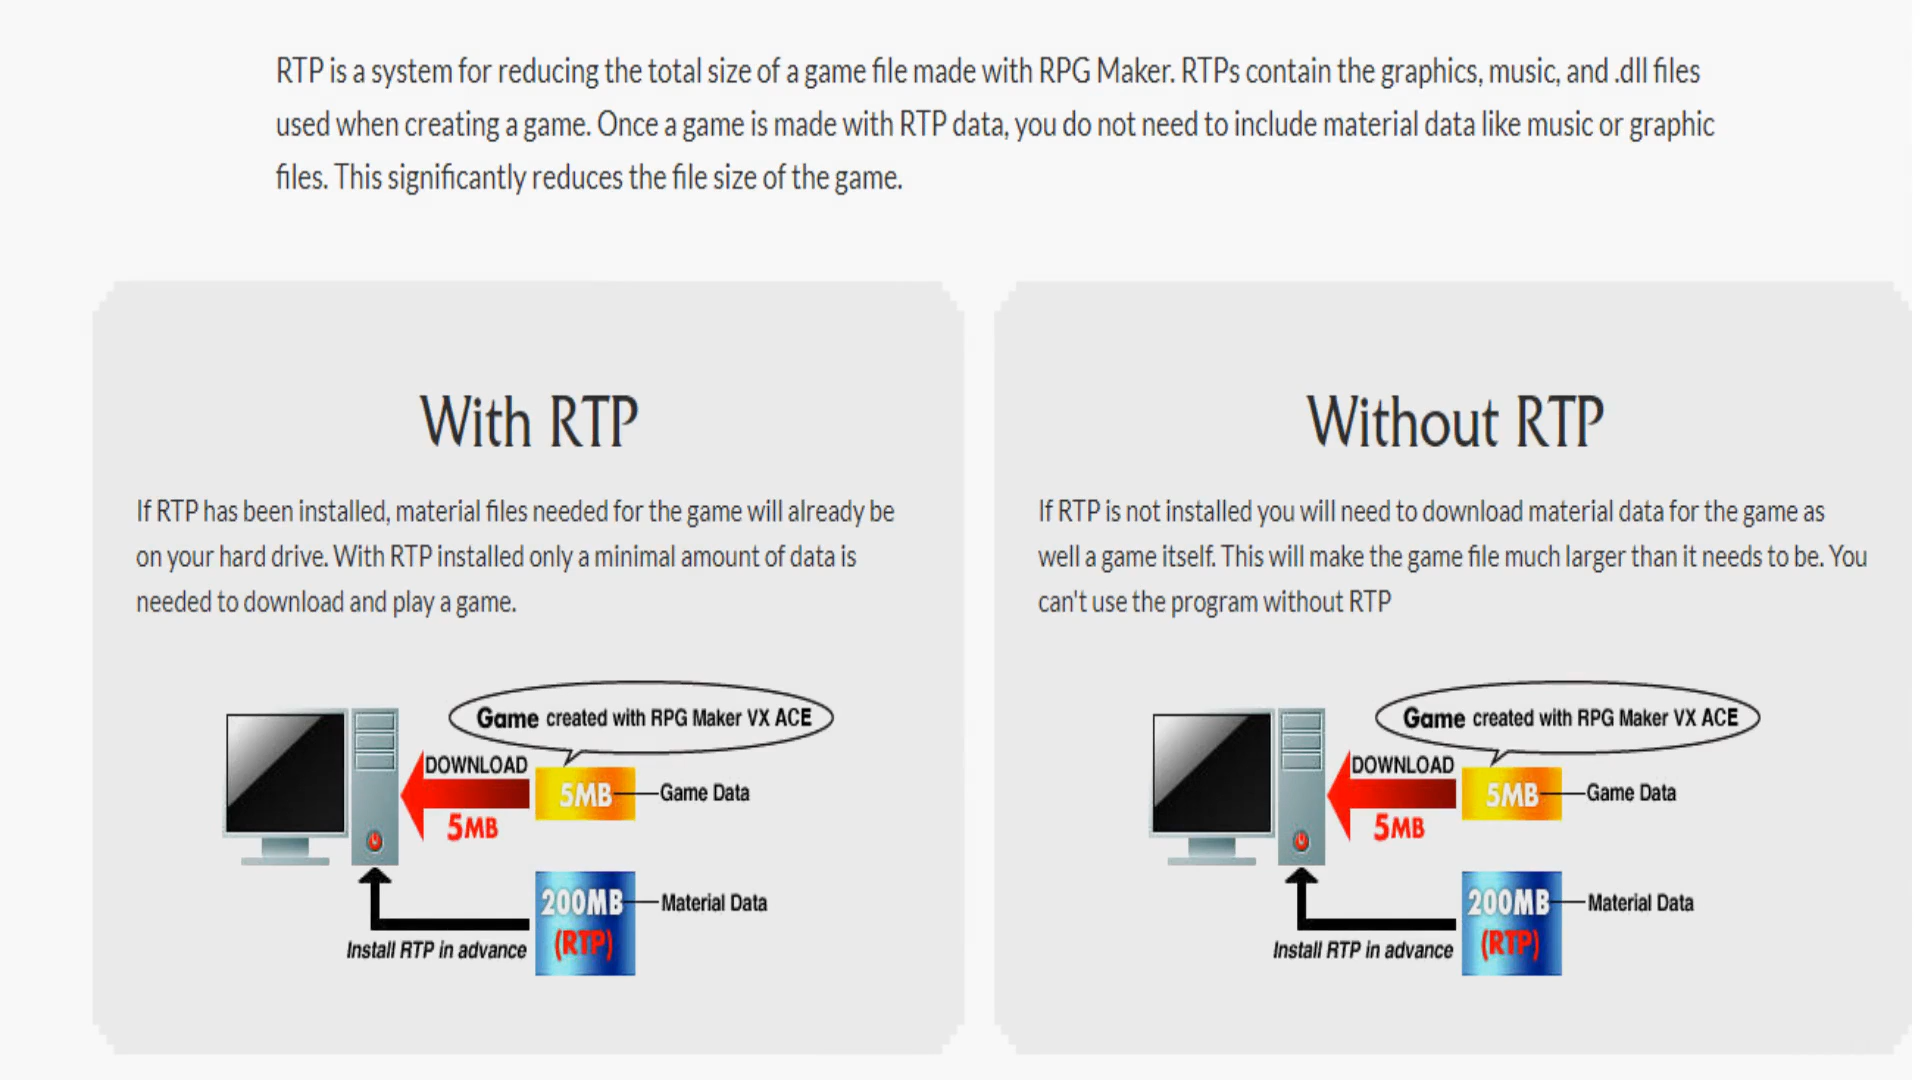 RTP is a system for reducing the total size of a game file made with RPG Maker. RTPs contain the graphics, music, and .dll files
used when creating a game. Once a game is made with RTP data, you do not need to include material data like music or graphic
files. This significantly reduces the file size of the game.
With RTP
If RTP has been installed, material files needed for the game will already be
on your hard drive. With RTP installed only a minimal amount of data is
needed to download and play a game.
Game created with RPG Maker VX ACE
DOWNLOAD
5MB
5MB
Game Data
200MB
(RTP)
Material Data
Install RTP in advance
Without RTP
If RTP is not installed you will need to download material data for the game as
well a game itself. This will make the game file much larger than it needs to be. You
can't use the program without RTP
Game created with RPG Maker VX ACE
DOWNLOAD
5MB
5MB
Game Data
200MB
(RTP)
Material Data
Install RTP in advance